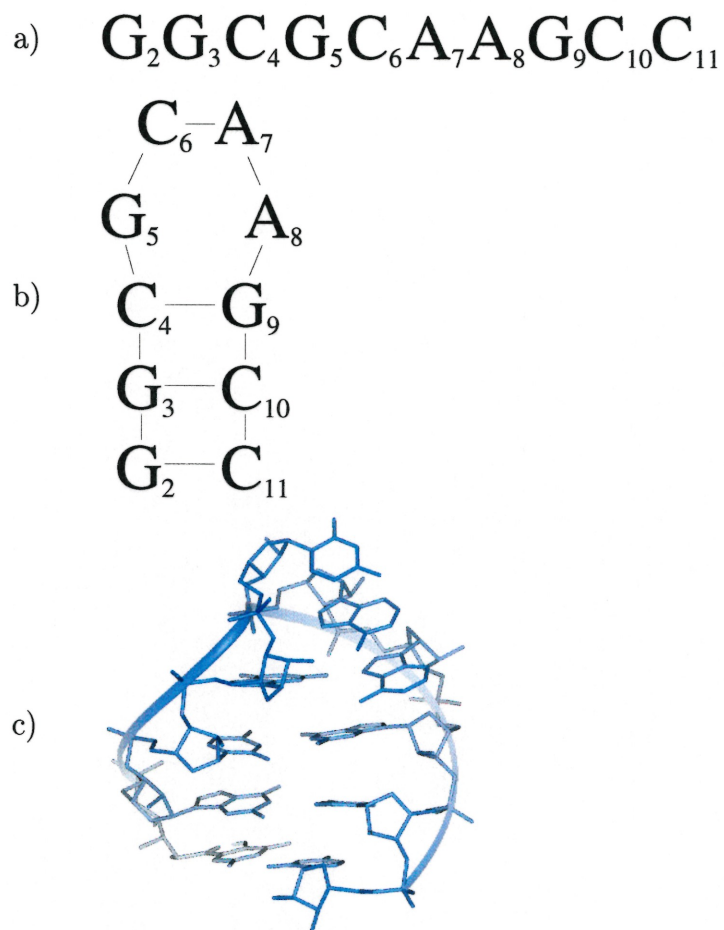 a) G₂G₃C₄G₅C₆A₇A₈G₉C₁₀C₁₁
C₆ A₇
G₅ A₈
b)
C₄ G₉
G₃ C₁₀
G₂ C₁₁
c)